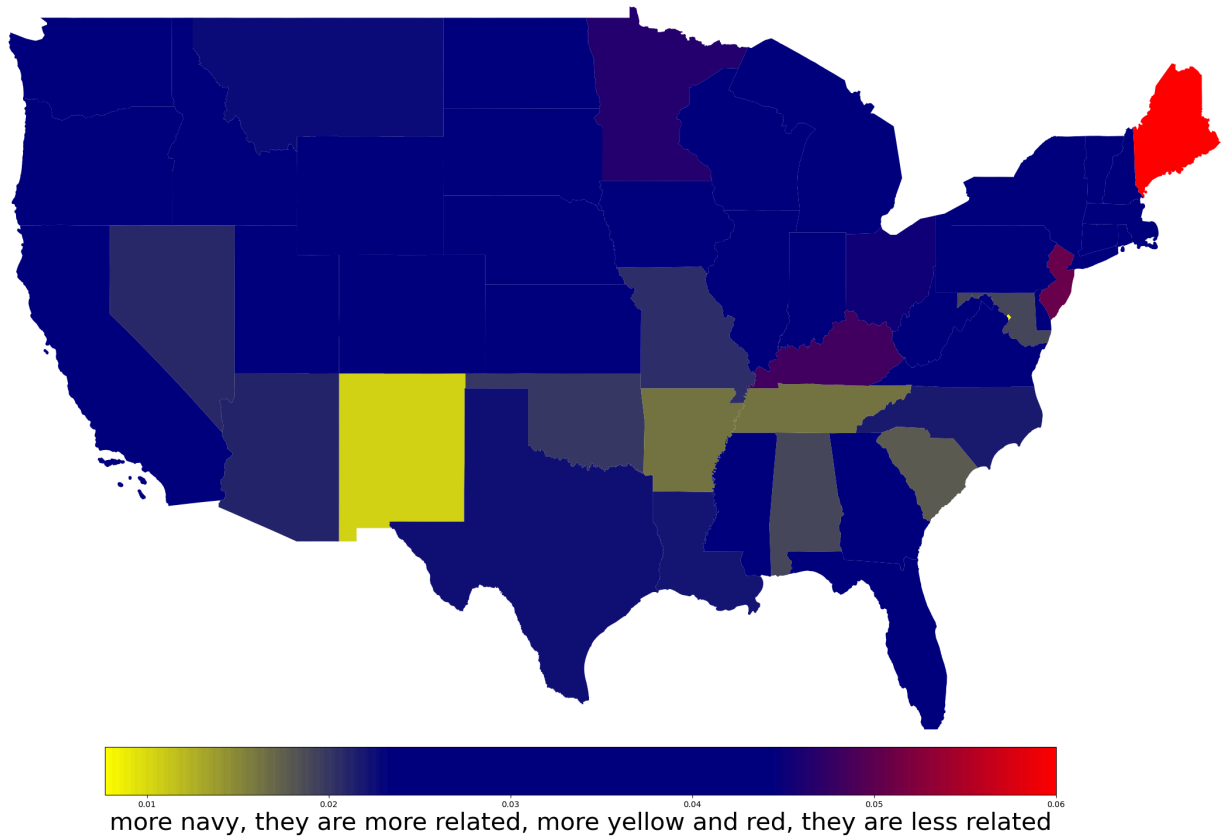 0.01 0.02 0.03 0.04 0.05 0.06
more navy, they are more related, more yellow and red, they are less related